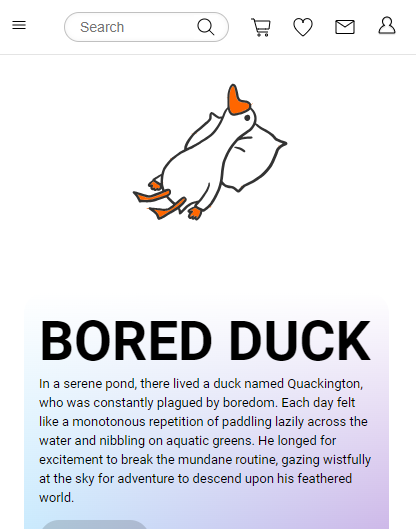 Search
BORED DUCK
In a serene pond, there lived a duck named Quackington,
who was constantly plagued by boredom. Each day felt
like a monotonous repetition of paddling lazily across the
water and nibbling on aquatic greens. He longed for
excitement to break the mundane routine, gazing wistfully
at the sky for adventure to descend upon his feathered
world.